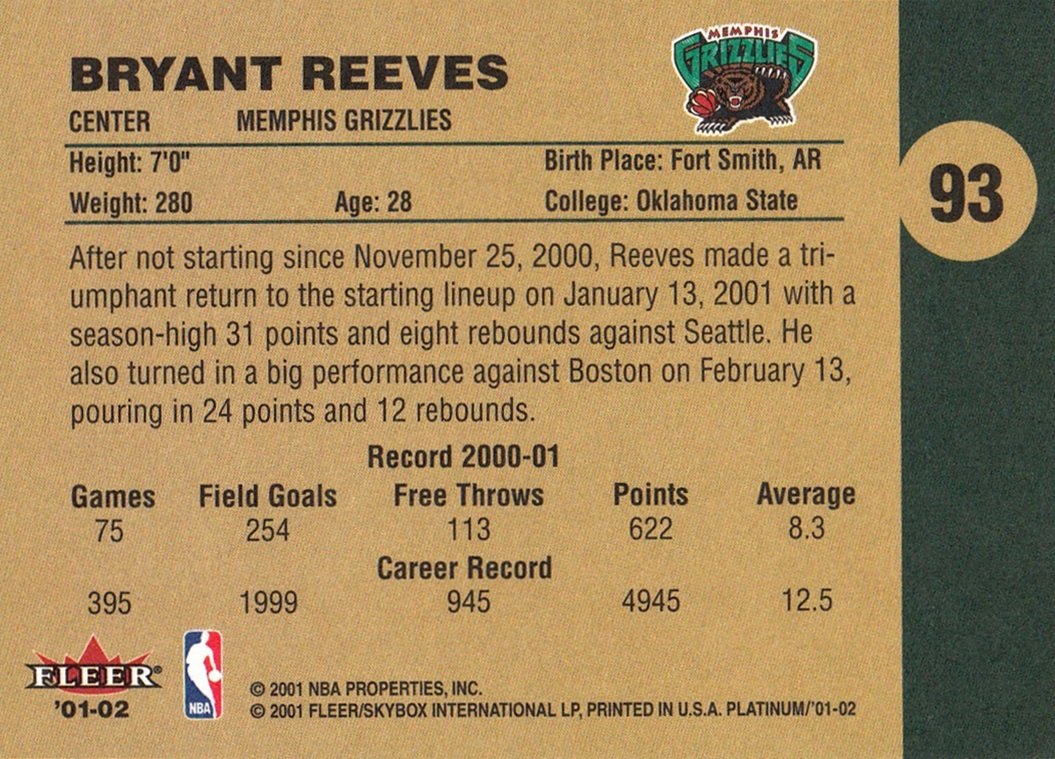 MEMPHIS
GRIZZLIES
BRYANT REEVES
CENTER MEMPHIS GRIZZLIES
Height: 7'0" Birth Place: Fort Smith, AR
Weight: 280 Age: 28 College: Oklahoma State
93
After not starting since November 25, 2000, Reeves made a tri-
umphant return to the starting lineup on January 13, 2001 with a
season-high 31 points and eight rebounds against Seattle. He
also turned in a big performance against Boston on February 13,
pouring in 24 points and 12 rebounds.
Record 2000-01
Games Field Goals Free Throws Points Average
75 254 113 622 8.3
Career Record
395 1999 945 4945 12.5
FLEER®
'01-02
NBA
© 2001 NBA PROPERTIES, INC.
© 2001 FLEER/SKYBOX INTERNATIONAL LP, PRINTED IN U.S.A. PLATINUM/'01-02